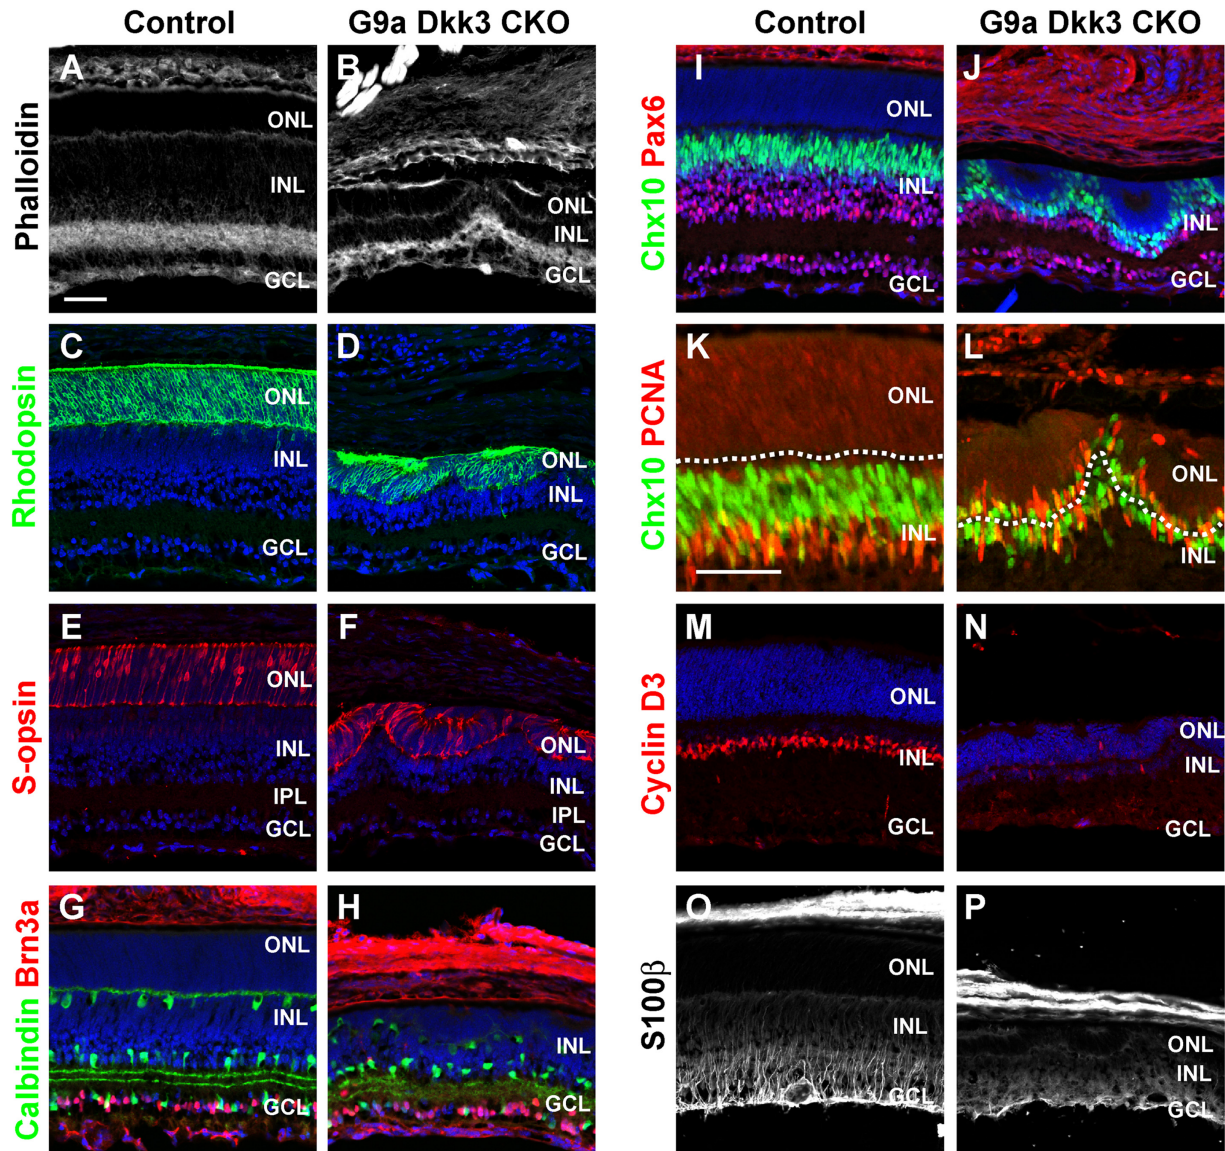 Control
G9a Dkk3 CKO
Control
G9a Dkk3 CKO
Phalloidin
A
ONL
INL
GCL
B
ONL
INL
GCL
Rhodopsin
C
ONL
INL
GCL
D
ONL
INL
GCL
S-opsin
E
ONL
INL
IPL
GCL
F
ONL
INL
IPL
GCL
Calbindin Brn3a
G
ONL
INL
GCL
H
INL
GCL
Chx10 Pax6
I
ONL
INL
GCL
J
INL
GCL
Chx10 PCNA
K
ONL
INL
L
ONL
INL
Cyclin D3
M
ONL
INL
GCL
N
ONL
INL
GCL
S100β
O
ONL
INL
GCL
P
ONL
INL
GCL